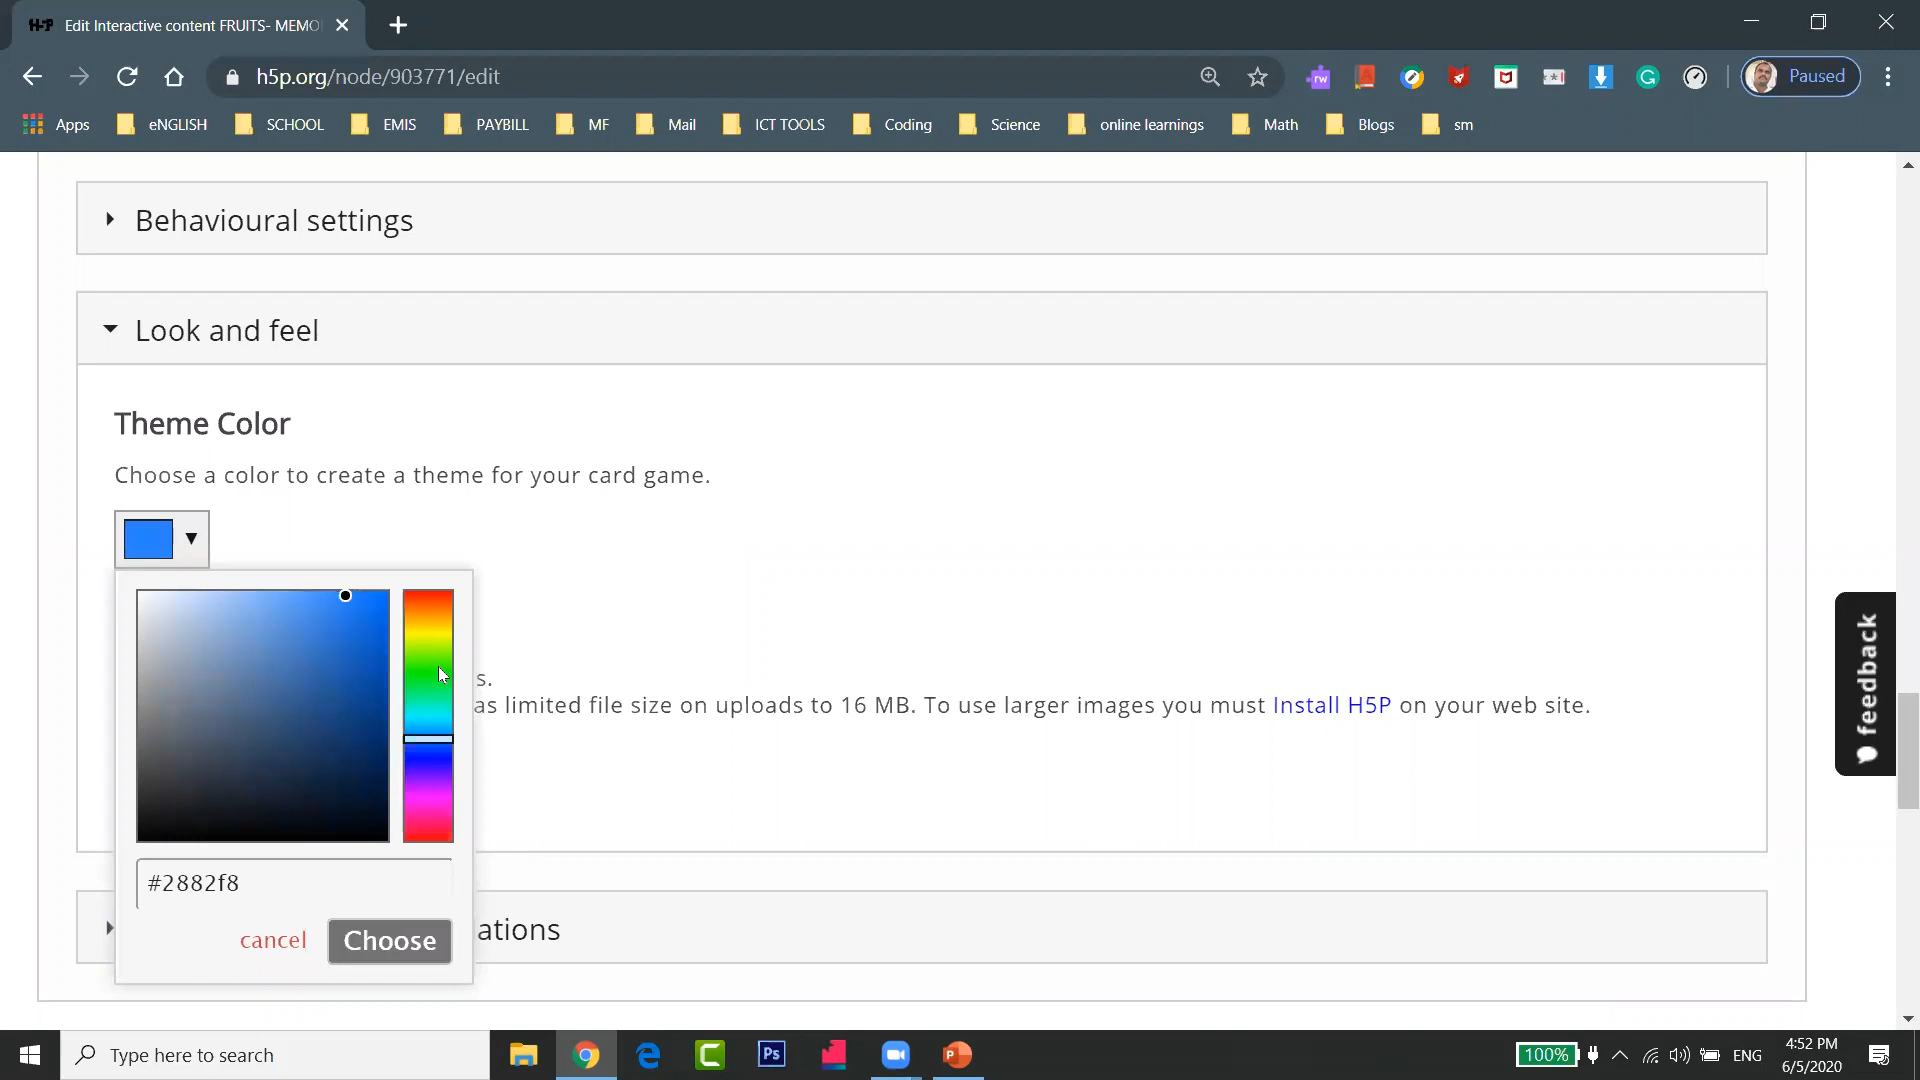 H-P Edit Interactive content FRUITS- MEMO
h5p.org/node/903771/edit
Paused
Apps eNGLISH SCHOOL EMIS PAYBILL MF Mail ICT TOOLS Coding Science online learnings Math Blogs sm
Behavioural settings
Look and feel
Theme Color
Choose a color to create a theme for your card game.
s.
as limited file size on uploads to 16 MB. To use larger images you must Install H5P on your web site.
#2882f8
cancel Choose
ations
feedback
Type here to search
Ps
100%
ENG
4:52 PM
6/5/2020